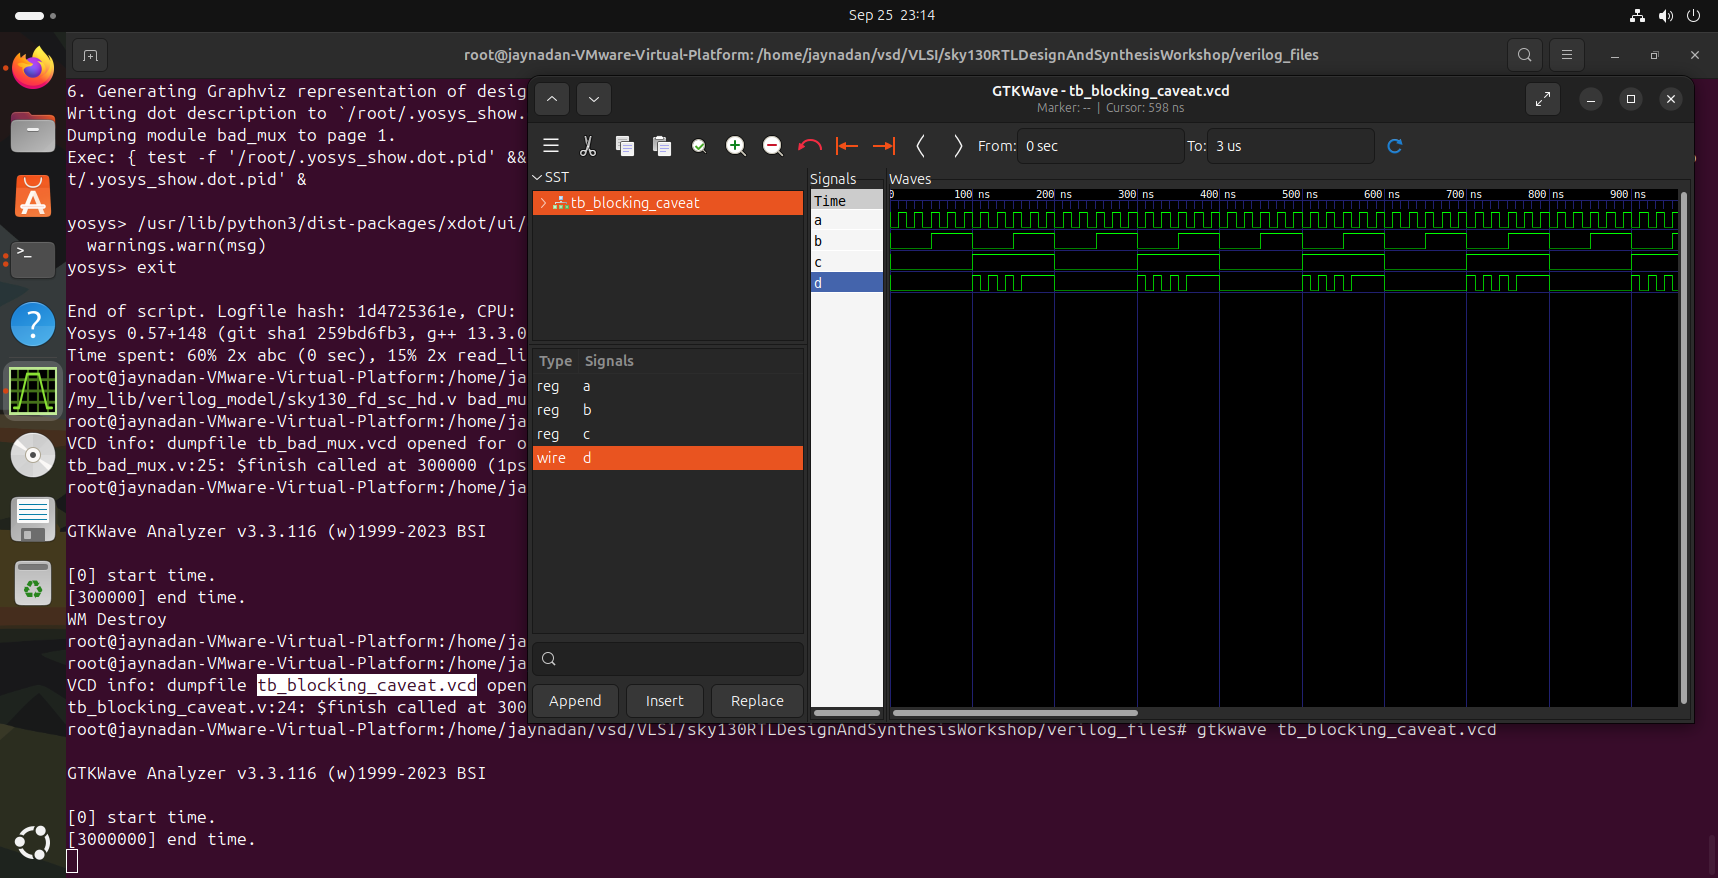 Sep 25 23:14
root@jaynadan-VMware-Virtual-Platform: /home/jaynadan/vsd/VLSI/sky130RTLDesignAndSynthesisWorkshop/verilog_files
6. Generating Graphviz representation of desig
Writing dot description to `/root/.yosys_show.
Dumping module bad_mux to page 1.
Exec: { test -f '/root/.yosys_show.dot.pid' &&
t/.yosys_show.dot.pid' &
yosys> /usr/lib/python3/dist-packages/xdot/ui/
warnings.warn(msg)
yosys> exit
End of script. Logfile hash: 1d4725361e, CPU:
Yosys 0.57+148 (git sha1 259bd6fb3, g++ 13.3.0
Time spent: 60% 2x abc (0 sec), 15% 2x read_li
root@jaynadan-VMware-Virtual-Platform:/home/ja
/my_lib/verilog_model/sky130_fd_sc_hd.v bad_mu
root@jaynadan-VMware-Virtual-Platform:/home/ja
VCD info: dumpfile tb_bad_mux.vcd opened for o
tb_bad_mux.v:25: $finish called at 300000 (1ps
root@jaynadan-VMware-Virtual-Platform:/home/ja
GTKWave Analyzer v3.3.116 (w)1999-2023 BSI
[0] start time.
[300000] end time.
WM Destroy
root@jaynadan-VMware-Virtual-Platform:/home/ja
root@jaynadan-VMware-Virtual-Platform:/home/ja
VCD info: dumpfile tb_blocking_caveat.vcd open
tb_blocking_caveat.v:24: $finish called at 300
root@jaynadan-VMware-Virtual-Platform:/home/jaynadan/vsd/VLSI/sky130RTLDesignAndSynthesisWorkshop/verilog_files# gtkwave tb_blocking_caveat.vcd
GTKWave Analyzer v3.3.116 (w)1999-2023 BSI
[0] start time.
[3000000] end time.
GTKWave - tb_blocking_caveat.vcd
Marker: -- | Cursor: 598 ns
From: 0 sec To: 3 us
SST
tb_blocking_caveat
Type Signals
reg a
reg b
reg c
wire d
Append Insert Replace
Signals
Time
a
b
c
d
Waves
0 100 ns 200 ns 300 ns 400 ns 500 ns 600 ns 700 ns 800 ns 900 ns